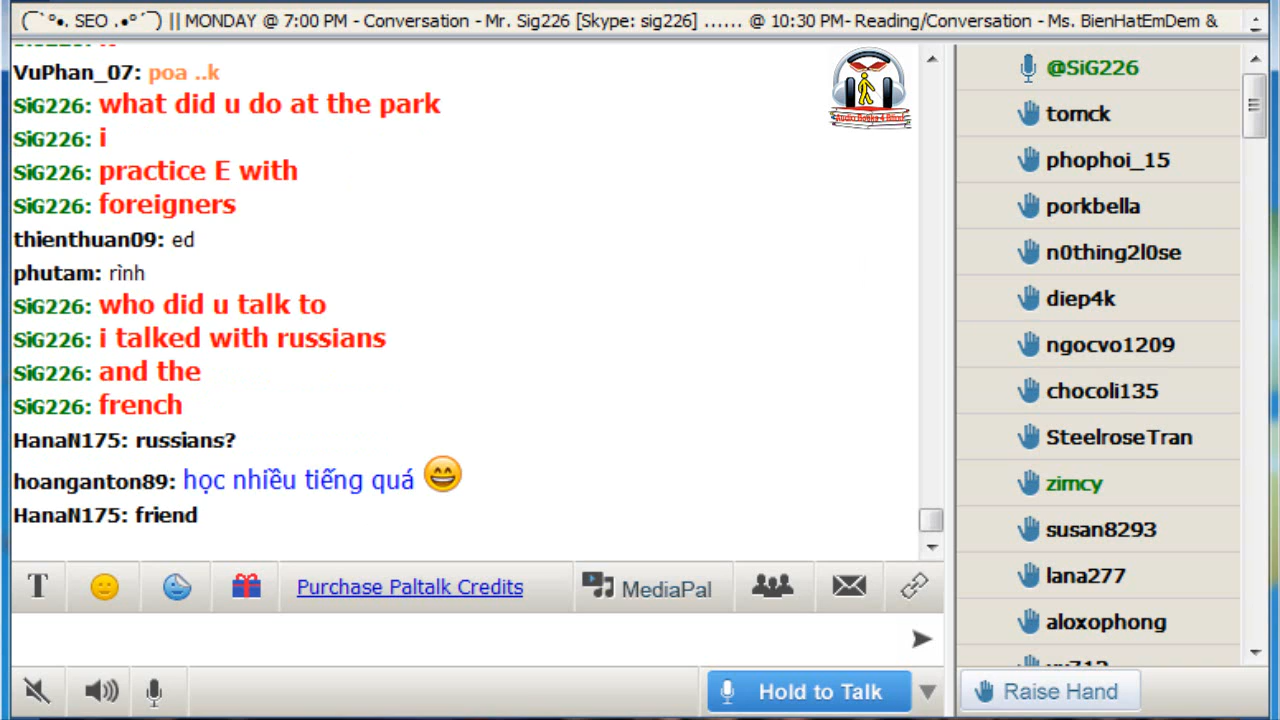 (¯`°•. SEO .•°´¯) || MONDAY @ 7:00 PM - Conversation - Mr. Sig226 [Skype: sig226] ...... @ 10:30 PM- Reading/Conversation - Ms. BienHatEmDem &
VuPhan_07: poa ..k
SiG226: what did u do at the park
SiG226: i
SiG226: practice E with
SiG226: foreigners
thienthuan09: ed
phutam: rình
SiG226: who did u talk to
SiG226: i talked with russians
SiG226: and the
SiG226: french
HanaN175: russians?
hoanganton89: học nhiều tiếng quá
HanaN175: friend
Audio Books 4 Blind
@SiG226
tomck
phophoi_15
porkbella
n0thing2l0se
diep4k
ngocvo1209
chocoli135
SteelroseTran
zimcy
susan8293
lana277
aloxophong
T
Purchase Paltalk Credits
MediaPal
Hold to Talk
Raise Hand